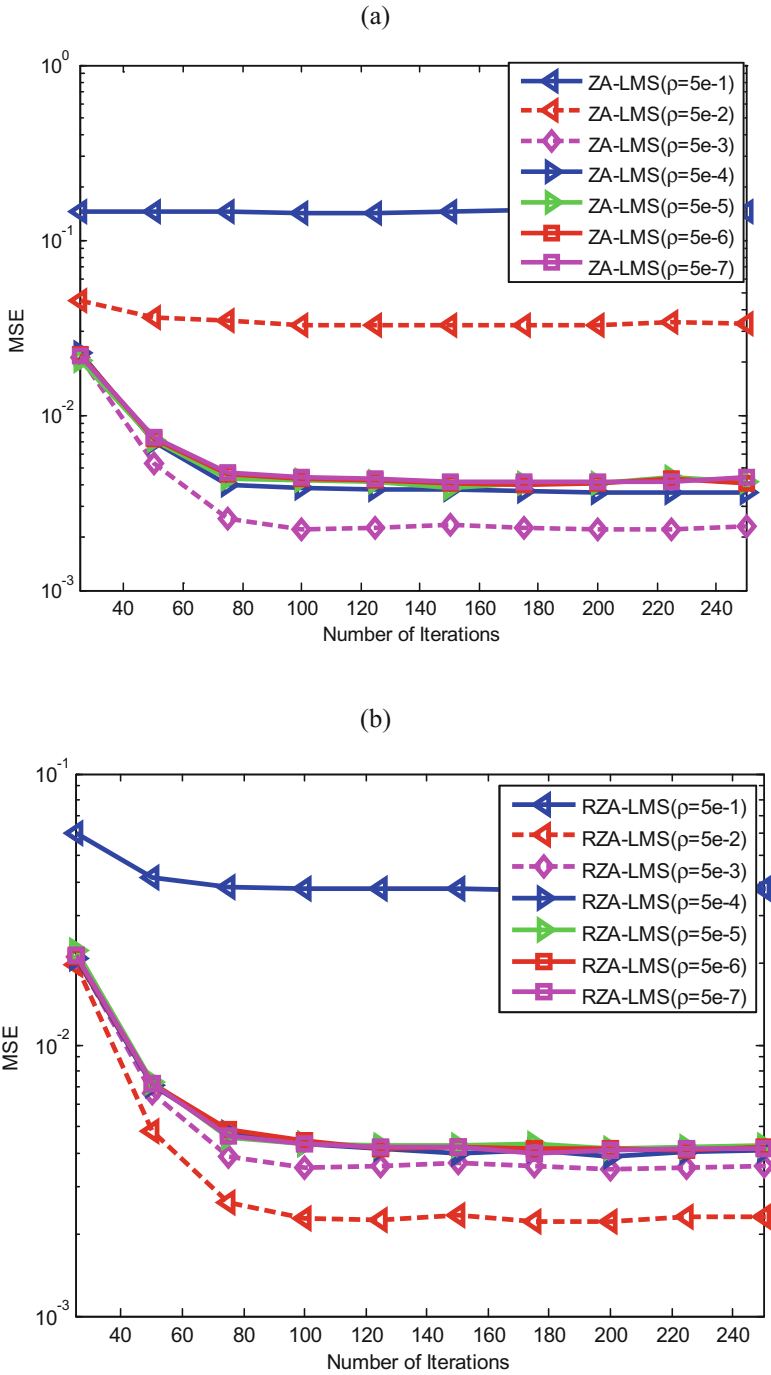 (a)
10^0
10^-1
10^-2
10^-3
MSE
ZA-LMS(ρ=5e-1)
ZA-LMS(ρ=5e-2)
ZA-LMS(ρ=5e-3)
ZA-LMS(ρ=5e-4)
ZA-LMS(ρ=5e-5)
ZA-LMS(ρ=5e-6)
ZA-LMS(ρ=5e-7)
40 60 80 100 120 140 160 180 200 220 240
Number of Iterations
(b)
10^-1
10^-2
10^-3
MSE
RZA-LMS(ρ=5e-1)
RZA-LMS(ρ=5e-2)
RZA-LMS(ρ=5e-3)
RZA-LMS(ρ=5e-4)
RZA-LMS(ρ=5e-5)
RZA-LMS(ρ=5e-6)
RZA-LMS(ρ=5e-7)
40 60 80 100 120 140 160 180 200 220 240
Number of Iterations